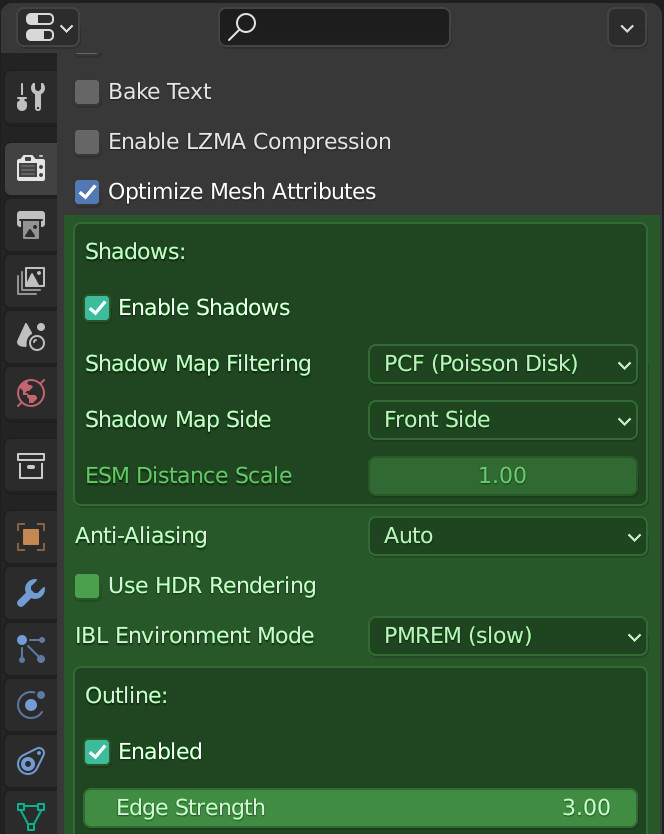 Bake Text
Enable LZMA Compression
Optimize Mesh Attributes
Shadows:
Enable Shadows
Shadow Map Filtering PCF (Poisson Disk)
Shadow Map Side Front Side
ESM Distance Scale 1.00
Anti-Aliasing Auto
Use HDR Rendering
IBL Environment Mode PMREM (slow)
Outline:
Enabled
Edge Strength 3.00